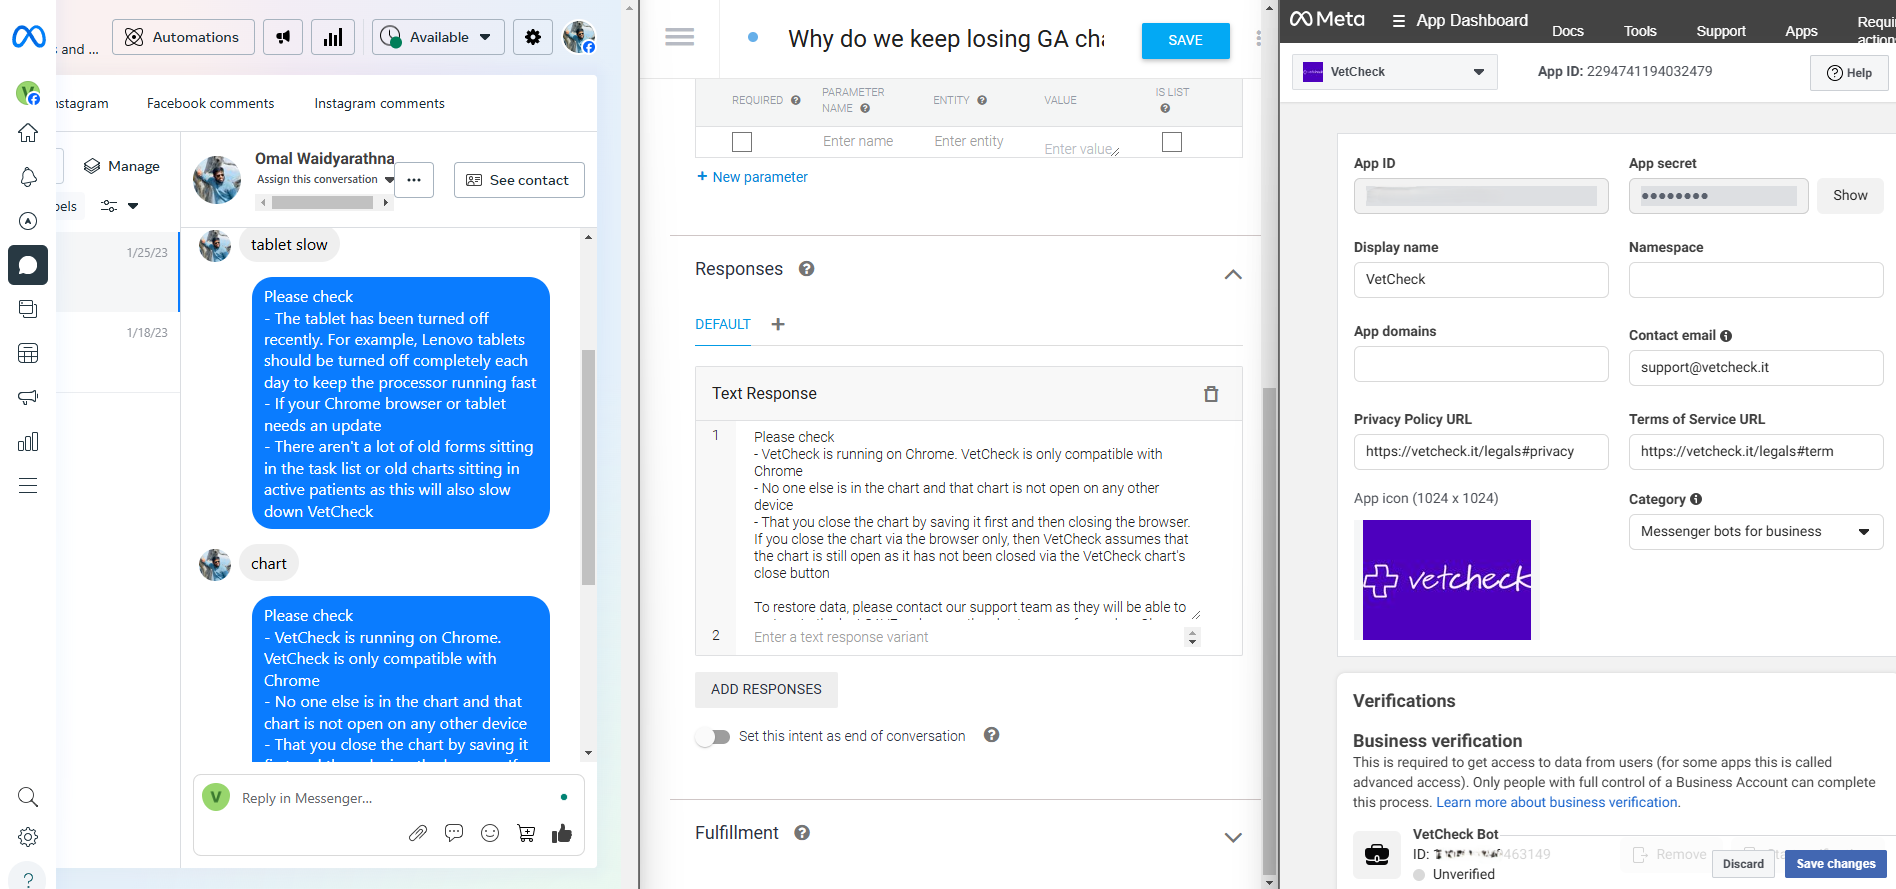 s and ...
Automations
Available
nstagram
Facebook comments
Instagram comments
Manage
bels
1/25/23
1/18/23
Omal Waidyarathna
Assign this conversation
...
See contact
tablet slow
Please check
- The tablet has been turned off
recently. For example, Lenovo tablets
should be turned off completely each
day to keep the processor running fast
- If your Chrome browser or tablet
needs an update
- There aren't a lot of old forms sitting
in the task list or old charts sitting in
active patients as this will also slow
down VetCheck
chart
Please check
- VetCheck is running on Chrome.
VetCheck is only compatible with
Chrome
- No one else is in the chart and that
chart is not open on any other device
- That you close the chart by saving it
V
Reply in Messenger...
Why do we keep losing GA cha
SAVE
REQUIRED
PARAMETER
NAME
ENTITY
VALUE
IS LIST
Enter name
Enter entity
Enter value
+ New parameter
Responses
DEFAULT
+
Text Response
1
Please check
- VetCheck is running on Chrome. VetCheck is only compatible with
Chrome
- No one else is in the chart and that chart is not open on any other
device
- That you close the chart by saving it first and then closing the browser.
If you close the chart via the browser only, then VetCheck assumes that
the chart is still open as it has not been closed via the VetCheck chart's
close button
To restore data, please contact our support team as they will be able to
2
Enter a text response variant
ADD RESPONSES
Set this intent as end of conversation
Fulfillment
Meta
App Dashboard
Docs
Tools
Support
Apps
Requi
action
VetCheck
App ID: 2294741194032479
Help
App ID
App secret
Show
Display name
VetCheck
Namespace
App domains
Contact email
support@vetcheck.it
Privacy Policy URL
https://vetcheck.it/legals#privacy
Terms of Service URL
https://vetcheck.it/legals#term
App icon (1024 x 1024)
vetcheck
Category
Messenger bots for business
Verifications
Business verification
This is required to get access to data from users (for some apps this is called
advanced access). Only people with full control of a Business Account can complete
this process. Learn more about business verification.
VetCheck Bot
ID:
463149
Unverified
Remove
Discard
Save changes